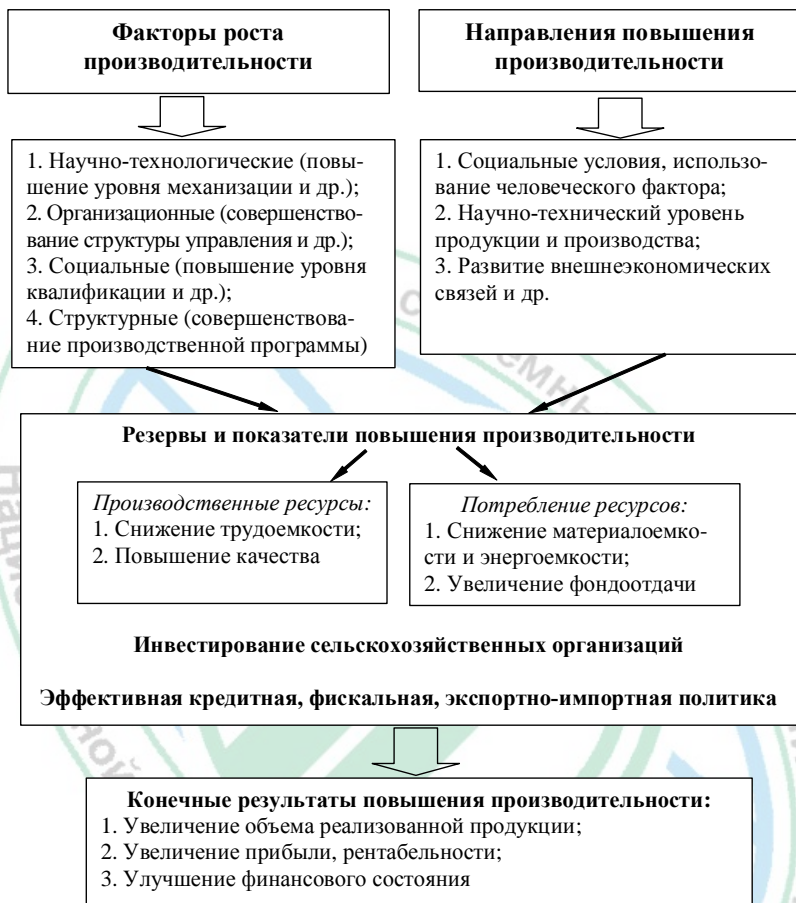 Факторы роста
производительности
Направления повышения
производительности
1. Научно-технологические (повы-
шение уровня механизации и др.);
2. Организационные (совершенство-
вание структуры управления и др.);
3. Социальные (повышение уровня
квалификации и др.);
4. Структурные (совершенствова-
ние производственной программы)
1. Социальные условия, использо-
вание человеческого фактора;
2. Научно-технический уровень
продукции и производства;
3. Развитие внешнеэкономических
связей и др.
Резервы и показатели повышения производительности
Производственные ресурсы:
1. Снижение трудоемкости;
2. Повышение качества
Потребление ресурсов:
1. Снижение материалоемко-
сти и энергоемкости;
2. Увеличение фондоотдачи
Инвестирование сельскохозяйственных организаций
Эффективная кредитная, фискальная, экспортно-импортная политика
Конечные результаты повышения производительности:
1. Увеличение объема реализованной продукции;
2. Увеличение прибыли, рентабельности;
3. Улучшение финансового состояния